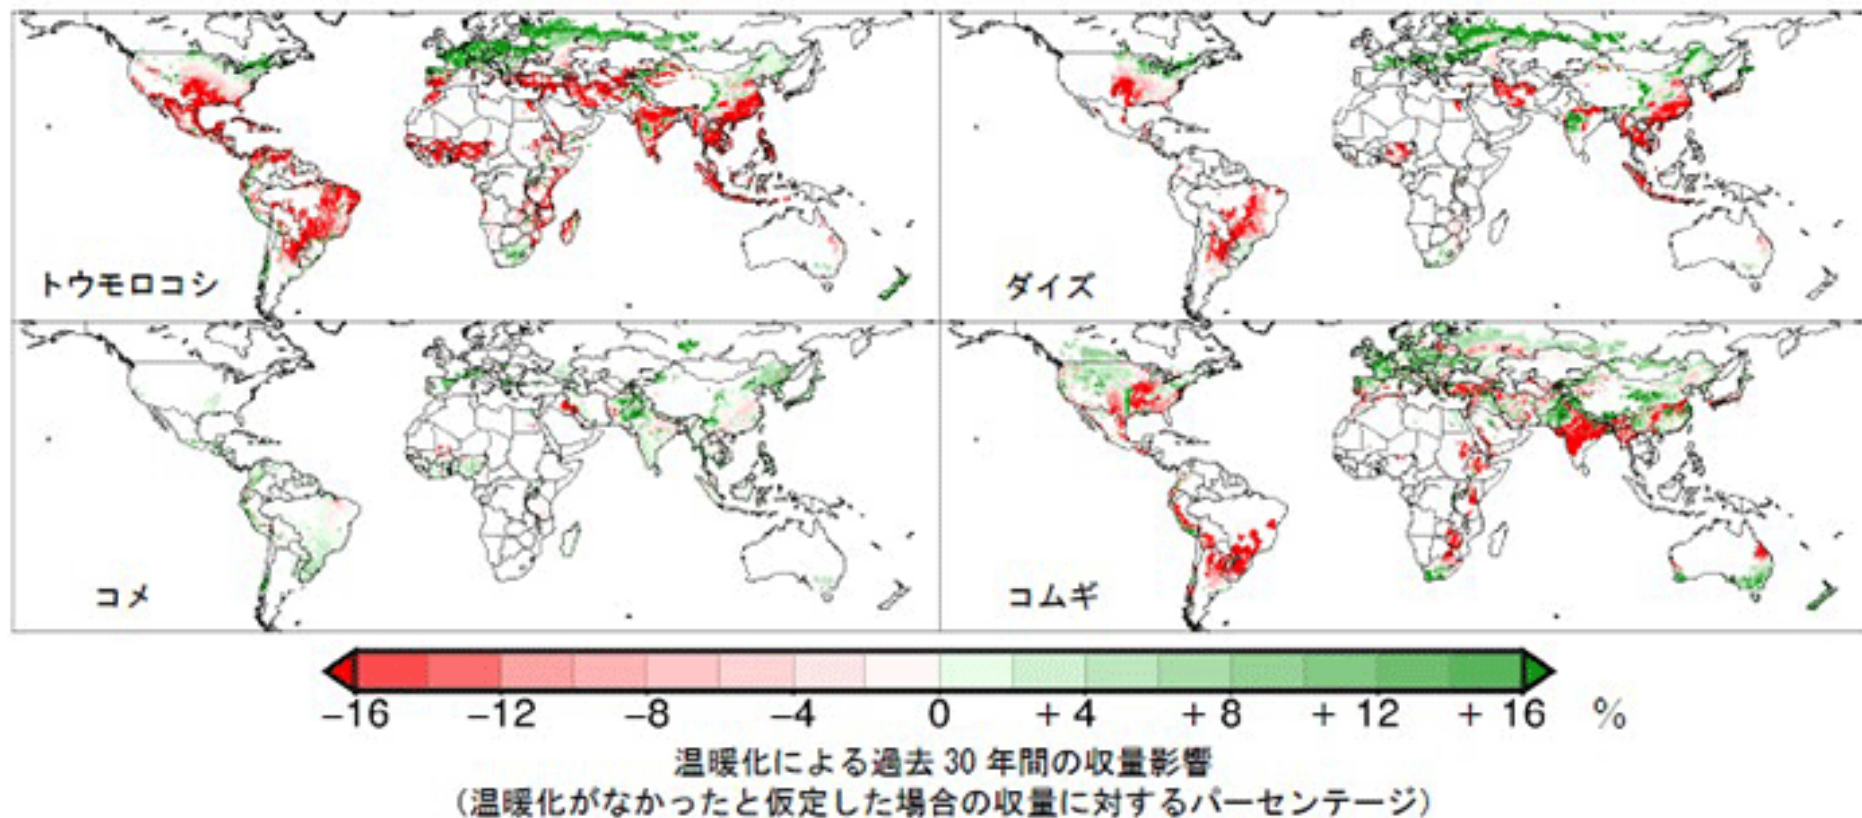 トウモロコシ
ダイズ
コメ
コムギ
−16 −12 −8 −4 0 + 4 + 8 + 12 + 16 %
温暖化による過去 30 年間の収量影響
（温暖化がなかったと仮定した場合の収量に対するパーセンテージ）